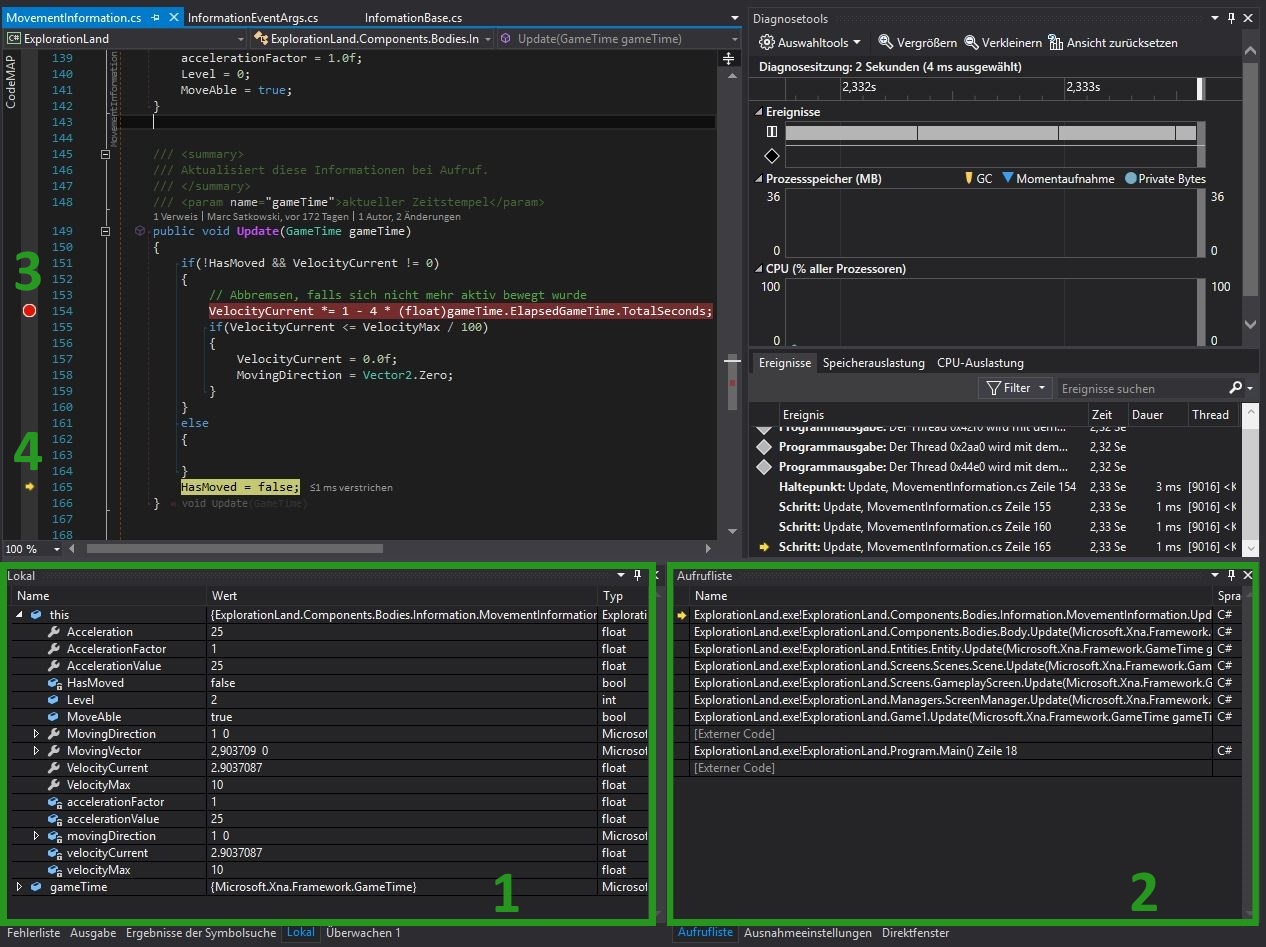 MovementInformation.cs
InformationEventArgs.cs
InfomationBase.cs
C# ExplorationLand
ExplorationLand.Components.Bodies.In
Update(GameTime gameTime)
CodeMAP
MovementInformation
139 accelerationFactor = 1.0f;
140 Level = 0;
141 MoveAble = true;
142 }
143
144
145 /// <summary>
146 /// Aktualisiert diese Informationen bei Aufruf.
147 /// </summary>
148 /// <param name="gameTime">aktueller Zeitstempel</param>
1 Verweis | Marc Satkowski, vor 172 Tagen | 1 Autor, 2 Änderungen
149 public void Update(GameTime gameTime)
150 {
151 if(!HasMoved && VelocityCurrent != 0)
3
152 {
153 // Abbremsen, falls sich nicht mehr aktiv bewegt wurde
154 VelocityCurrent *= 1 - 4 * (float)gameTime.ElapsedGameTime.TotalSeconds;
155 if(VelocityCurrent <= VelocityMax / 100)
156 {
157 VelocityCurrent = 0.0f;
158 MovingDirection = Vector2.Zero;
159 }
160 }
161 else
162 {
4
163
164 }
165 HasMoved = false; ≤1 ms verstrichen
166 } « void Update(GameTime)
167
168
100 %
Diagnosetools
Auswahltools Vergrößern Verkleinern Ansicht zurücksetzen
Diagnosesitzung: 2 Sekunden (4 ms ausgewählt)
2,332s 2,333s
Ereignisse
Prozessspeicher (MB) GC Momentaufnahme Private Bytes
36 36
0 0
CPU (% aller Prozessoren)
100 100
0 0
Ereignisse Speicherauslastung CPU-Auslastung
Filter Ereignisse suchen
Ereignis Zeit Dauer Thread
Programmausgabe: Der Thread 0x42f0 wird mit dem... 2,32 Se
Programmausgabe: Der Thread 0x2aa0 wird mit dem... 2,32 Se
Programmausgabe: Der Thread 0x44e0 wird mit dem... 2,32 Se
Haltepunkt: Update, MovementInformation.cs Zeile 154 2,33 Se 3 ms [9016] <K
Schritt: Update, MovementInformation.cs Zeile 155 2,33 Se 1 ms [9016] <K
Schritt: Update, MovementInformation.cs Zeile 160 2,33 Se 1 ms [9016] <K
Schritt: Update, MovementInformation.cs Zeile 165 2,33 Se 1 ms [9016] <K
Lokal
Name Wert Typ
this {ExplorationLand.Components.Bodies.Information.MovementInformation Explorati
Acceleration 25 float
AccelerationFactor 1 float
AccelerationValue 25 float
HasMoved false bool
Level 2 int
MoveAble true bool
MovingDirection 1 0 Microsof
MovingVector 2,903709 0 Microsof
VelocityCurrent 2.9037087 float
VelocityMax 10 float
accelerationFactor 1 float
accelerationValue 25 float
movingDirection 1 0 Microsof
velocityCurrent 2.9037087 float
velocityMax 10 float
gameTime {Microsoft.Xna.Framework.GameTime} Microsof
1
Fehlerliste Ausgabe Ergebnisse der Symbolsuche Lokal Überwachen 1
Aufrufliste
Name Spra
ExplorationLand.exe!ExplorationLand.Components.Bodies.Information.MovementInformation.Upd C#
ExplorationLand.exe!ExplorationLand.Components.Bodies.Body.Update(Microsoft.Xna.Framework. C#
ExplorationLand.exe!ExplorationLand.Entities.Entity.Update(Microsoft.Xna.Framework.GameTime g C#
ExplorationLand.exe!ExplorationLand.Screens.Scenes.Scene.Update(Microsoft.Xna.Framework.Gam C#
ExplorationLand.exe!ExplorationLand.Screens.GameplayScreen.Update(Microsoft.Xna.Framework.G C#
ExplorationLand.exe!ExplorationLand.Managers.ScreenManager.Update(Microsoft.Xna.Framework. C#
ExplorationLand.exe!ExplorationLand.Game1.Update(Microsoft.Xna.Framework.GameTime gameTi C#
[Externer Code]
ExplorationLand.exe!ExplorationLand.Program.Main() Zeile 18 C#
[Externer Code]
2
Aufrufliste Ausnahmeeinstellungen Direktfenster